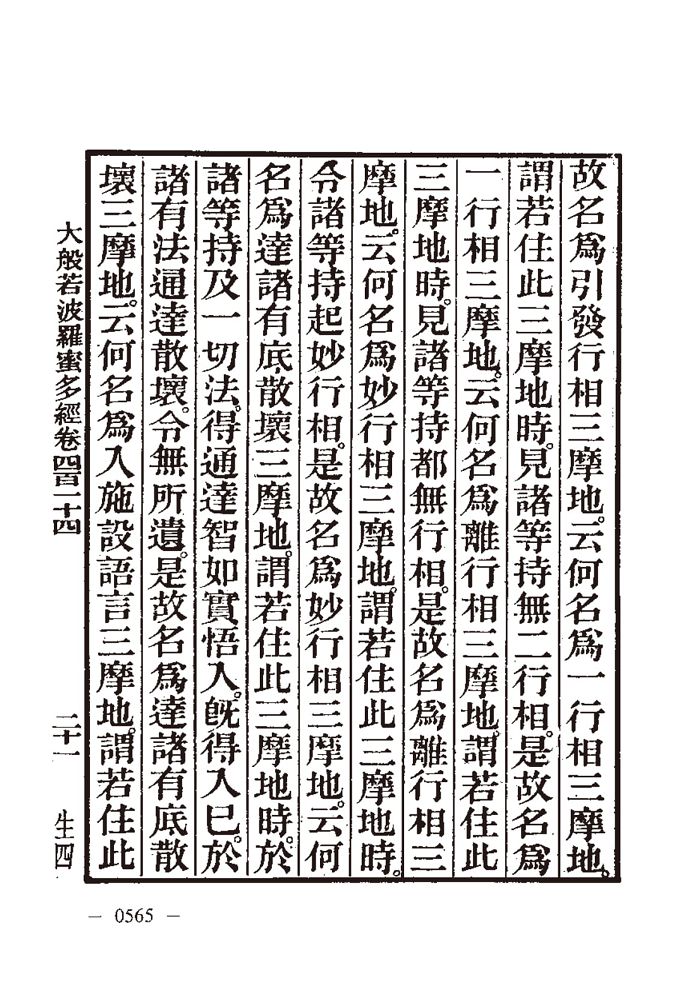 故名爲引發行相三摩地。云何名爲一行相三摩地。
謂若住此三摩地時。見諸等持無二行相。是故名爲
一行相三摩地。云何名爲離行相三摩地。謂若住此
三摩地時。見諸等持都無行相。是故名爲離行相三
摩地。云何名爲妙行相三摩地。謂若住此三摩地時。
令諸等持起妙行相。是故名爲妙行相三摩地。云何
名爲達諸有底散壞三摩地。謂若住此三摩地時。於
諸等持及一切法。得通達智如實悟入。旣得入已。於
諸有法通達散壞。令無所遺。是故名爲達諸有底散
壞三摩地。云何名爲入施設語言三摩地。謂若住此
大般若波羅蜜多經卷四百一十四 二十一 生四
— 0565 —